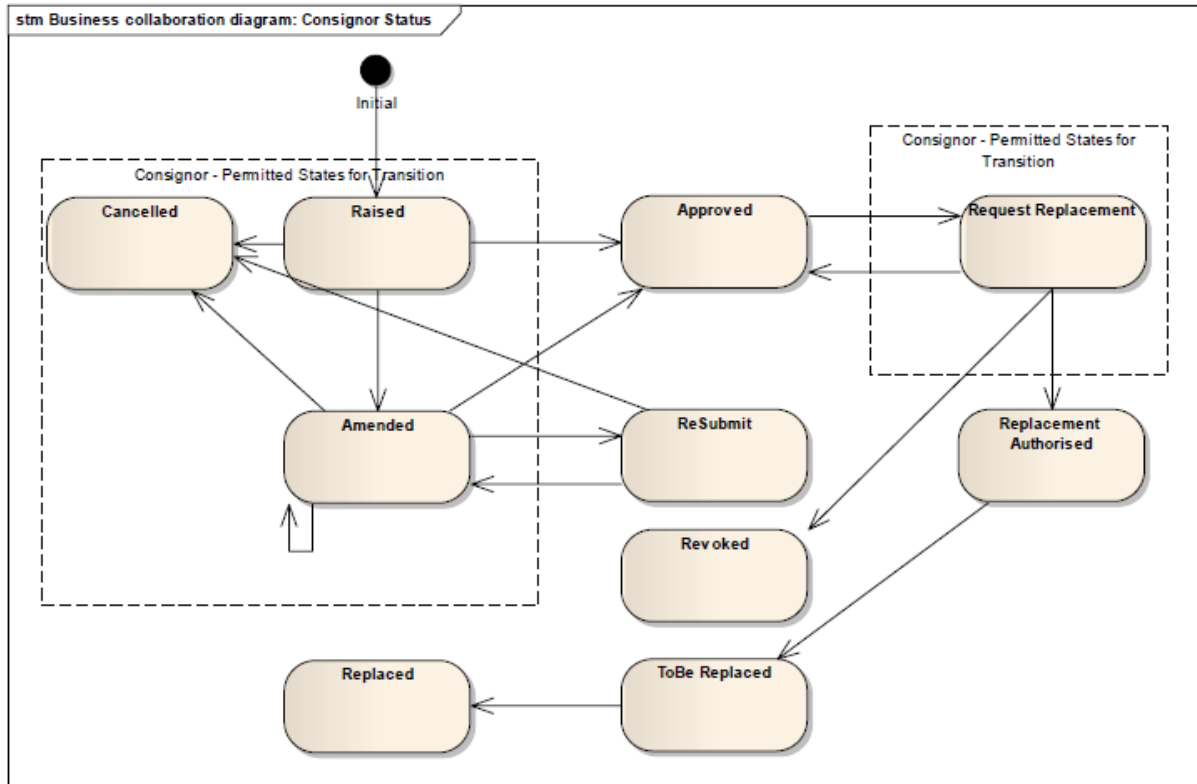 stm Business collaboration diagram: Consignor Status
Initial
Consignor - Permitted States for Transition
Consignor - Permitted States for
Transition
Cancelled
Raised
Approved
Request Replacement
Amended
ReSubmit
Replacement
Authorised
Revoked
Replaced
ToBe Replaced